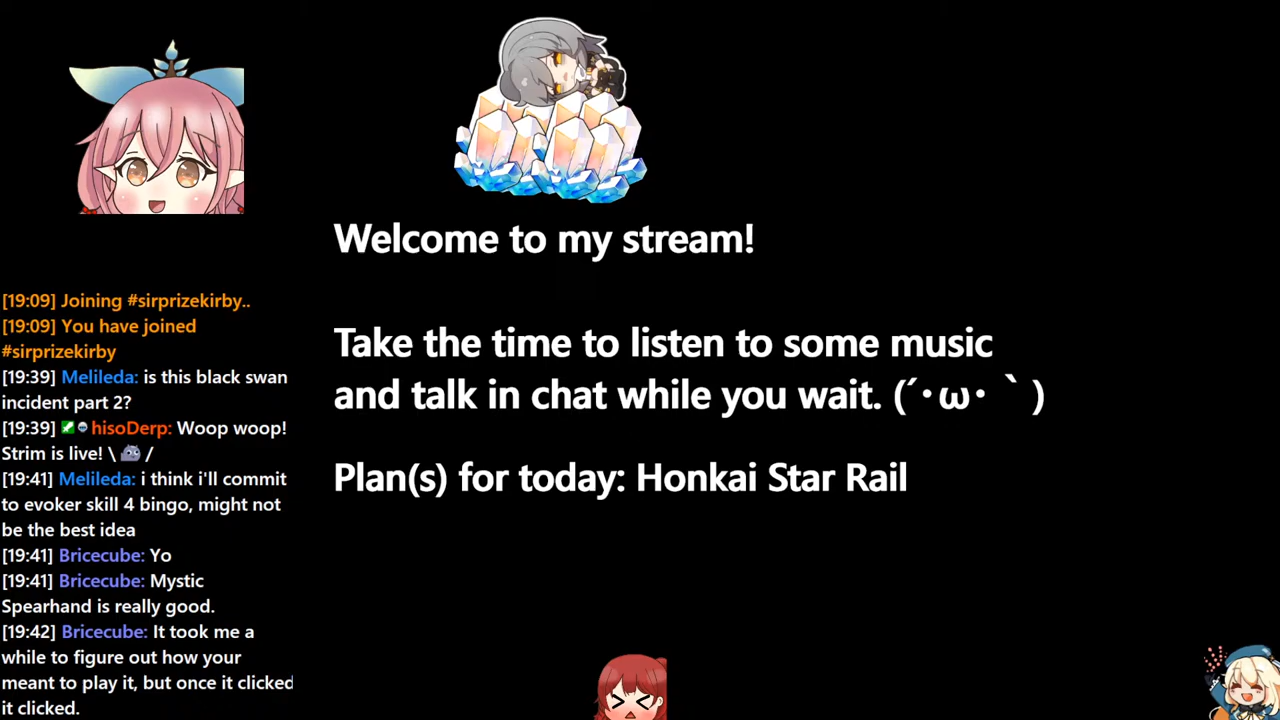 Welcome to my stream!
Take the time to listen to some music
and talk in chat while you wait. (´･ω･｀)
Plan(s) for today: Honkai Star Rail
[19:09] Joining #sirprizekirby..
[19:09] You have joined
#sirprizekirby
[19:39] Melileda: is this black swan
incident part 2?
[19:39] hisoDerp: Woop woop!
Strim is live! \ /
[19:41] Melileda: i think i'll commit
to evoker skill 4 bingo, might not
be the best idea
[19:41] Bricecube: Yo
[19:41] Bricecube: Mystic
Spearhand is really good.
[19:42] Bricecube: It took me a
while to figure out how your
meant to play it, but once it clicked
it clicked.